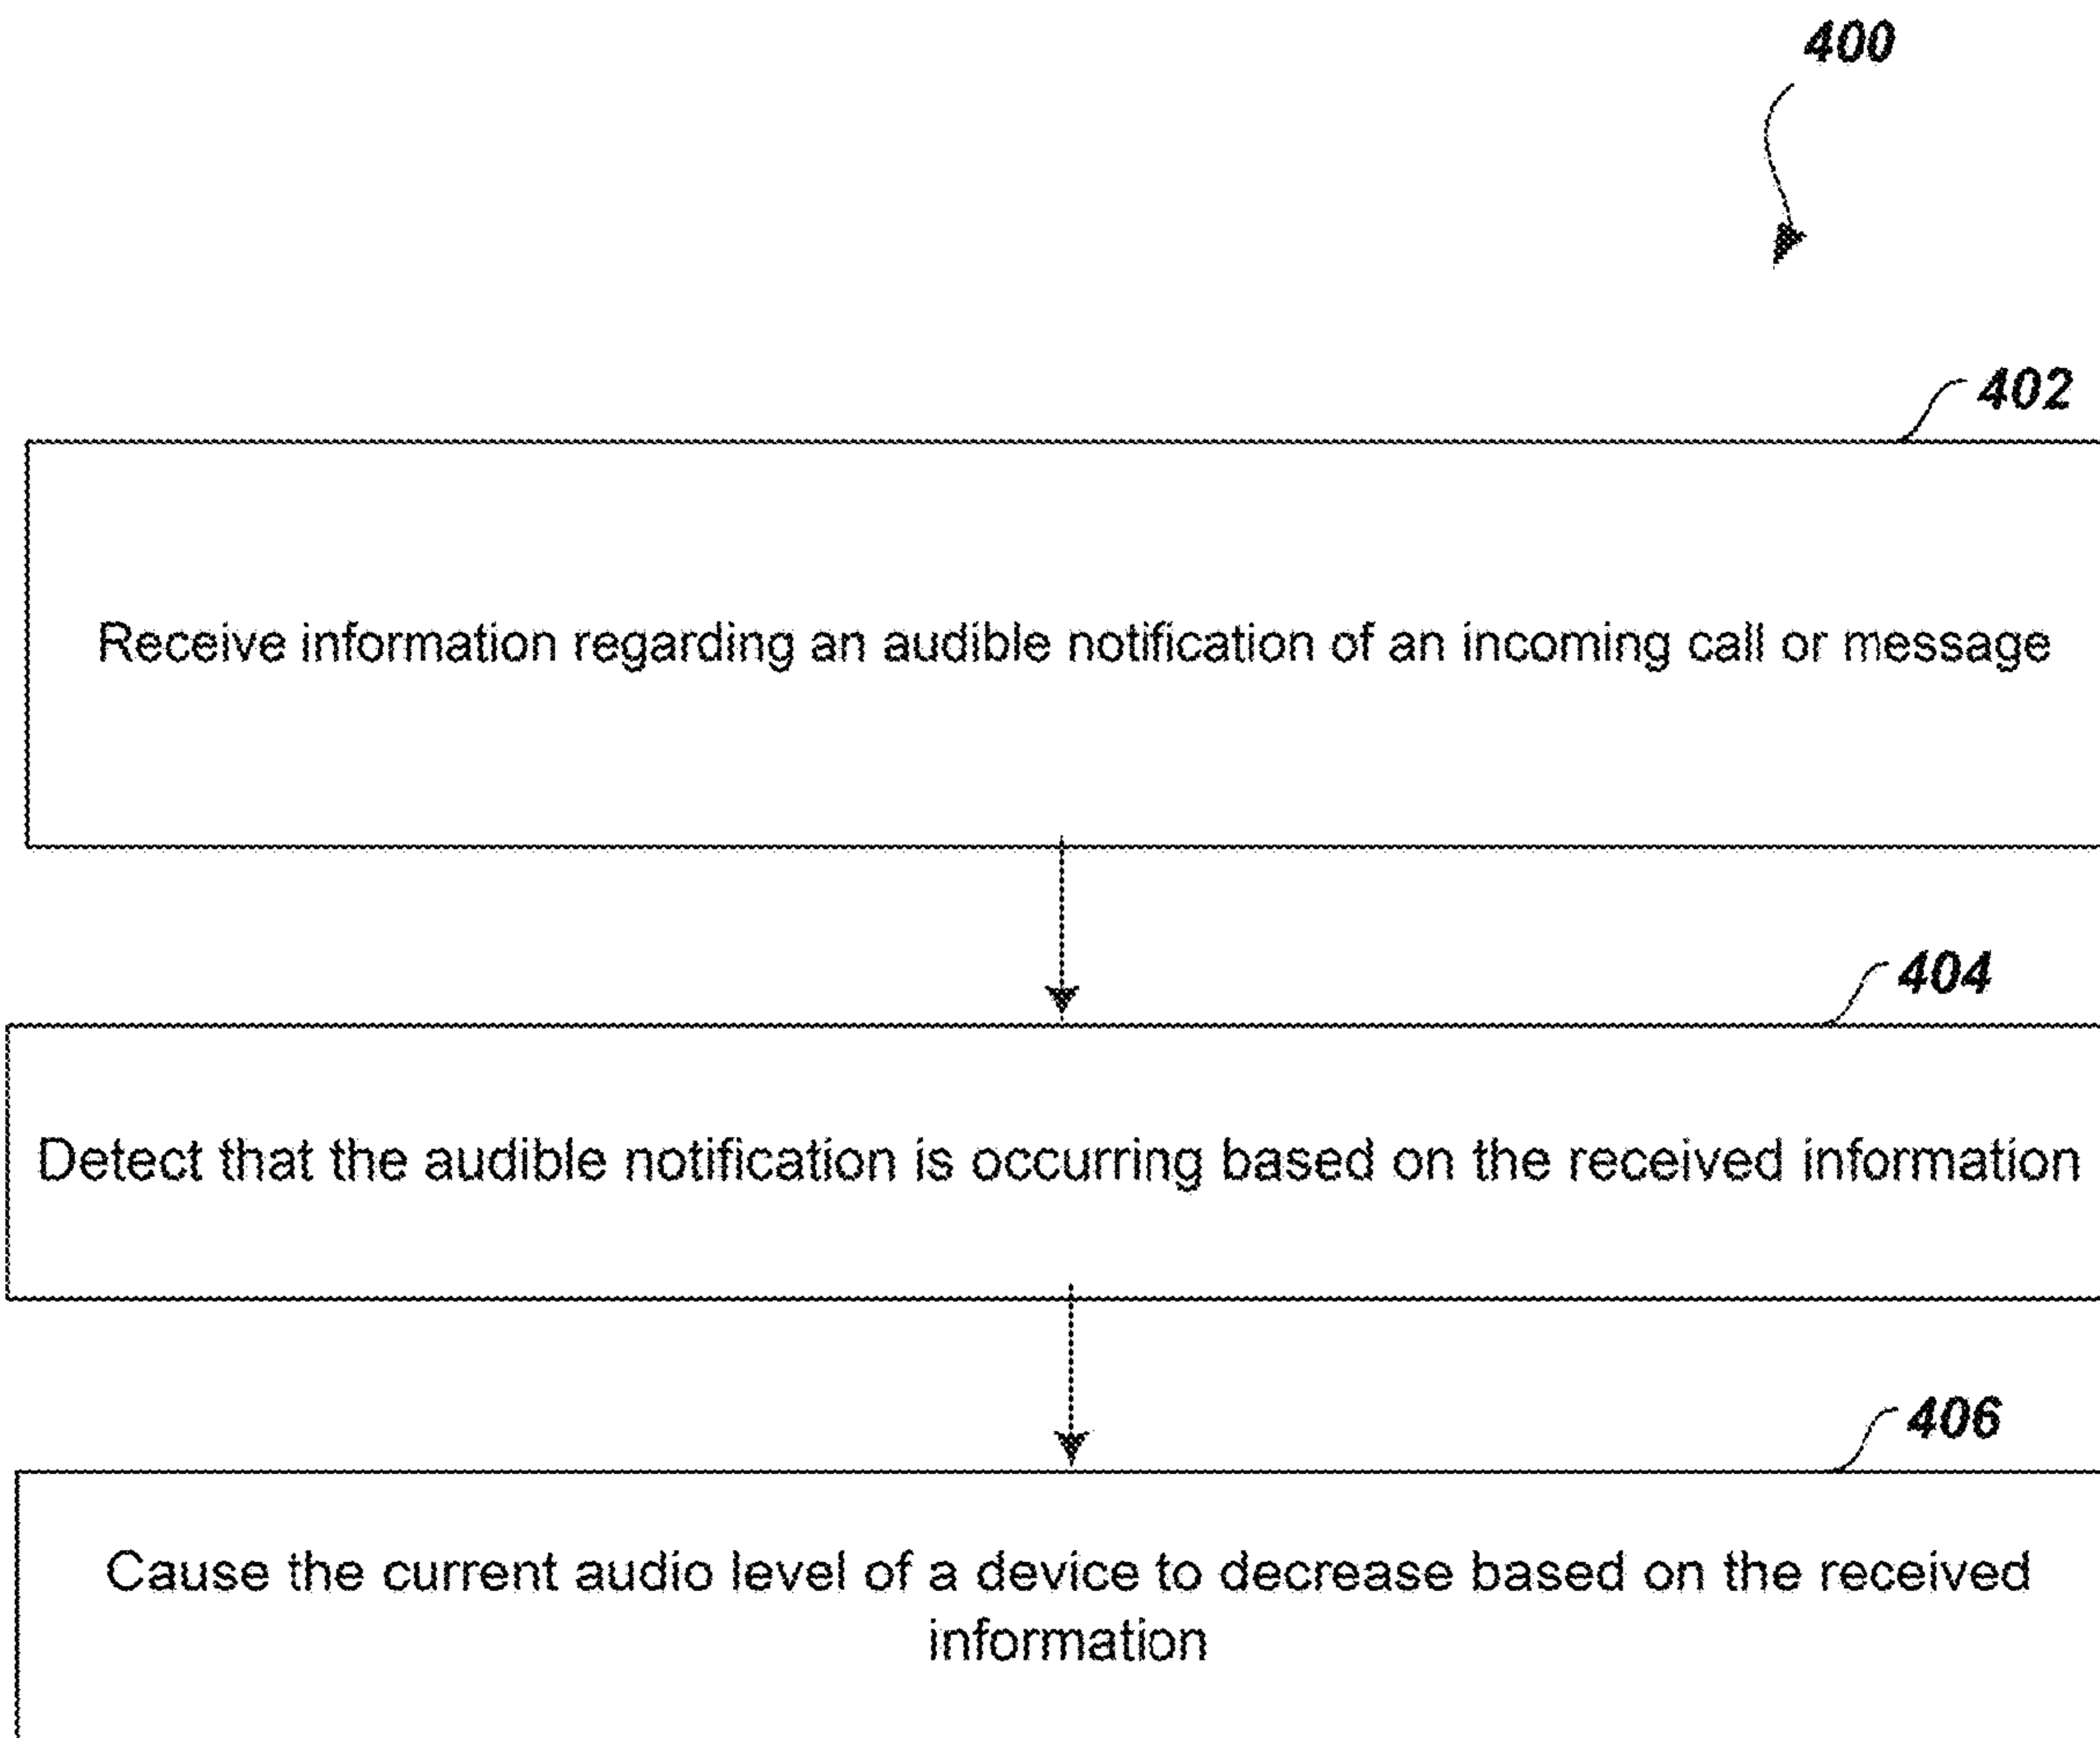 400
402
Receive information regarding an audible notification of an incoming call or message
404
Detect that the audible notification is occurring based on the received information
406
Cause the current audio level of a device to decrease based on the received
information